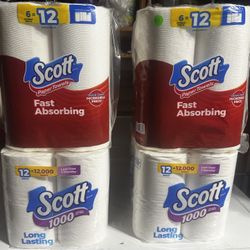 6 = 12
Scott
Paper Towels
Fast
Absorbing
6 = 12
Scott
Paper Towels
Fast
Absorbing
12 = 12,000
Scott
1000
Long
Lasting
12 = 12,000
Scott
1000
Long
Lasting